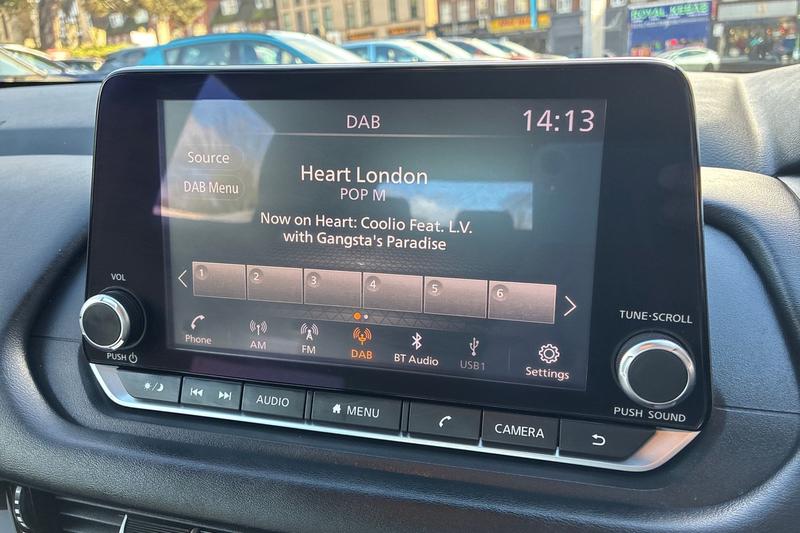 ROYAL KEBAB
DAB
14:13
Source
Heart London
DAB Menu
POP M
Now on Heart: Coolio Feat. L.V.
with Gangsta's Paradise
1 2 3 4 5 6
VOL
PUSH
TUNE·SCROLL
PUSH SOUND
Phone
AM
FM
DAB
BT Audio
USB1
Settings
AUDIO
MENU
CAMERA